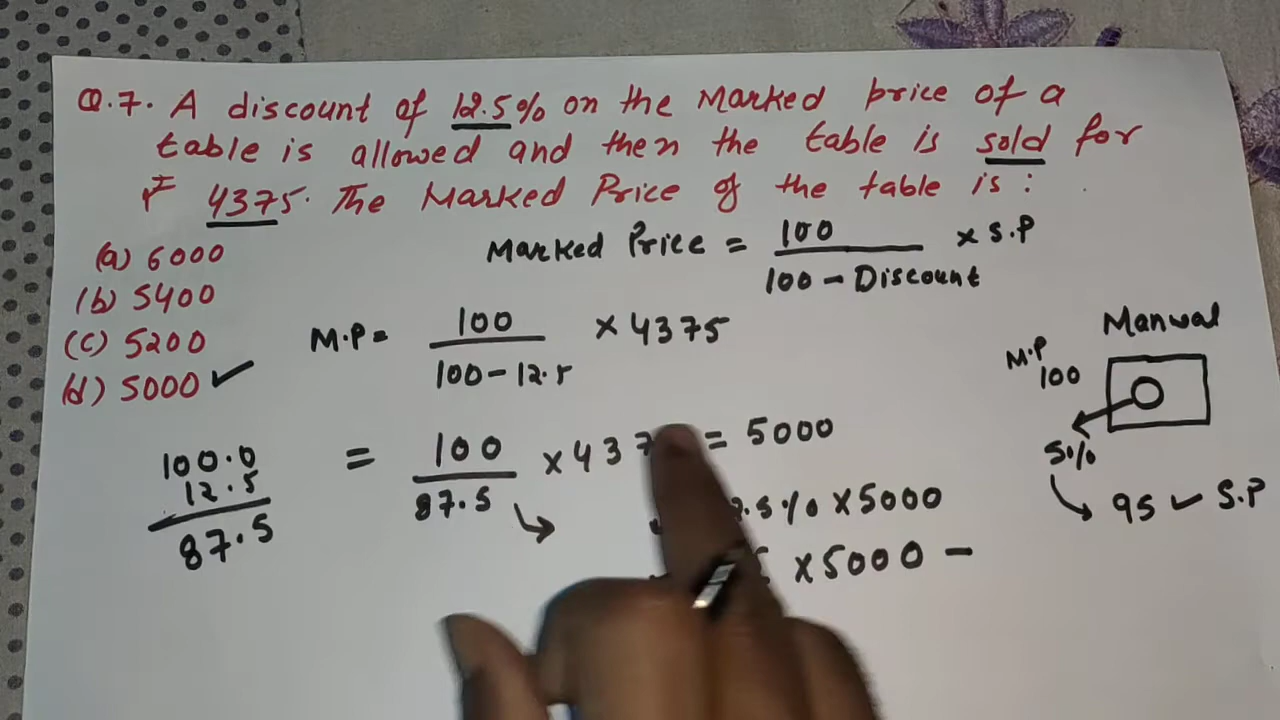 Q.7. A discount of 12.5% on the Marked price of a
table is allowed and then the table is sold for
₹ 4375. The Marked Price of the table is:
(a) 6000
(b) 5400
(c) 5200
(d) 5000 ✓
Marked Price = 100 / 100 - Discount × S.P
M.P = 100 / 100 - 12.5 × 4375
100.0
12.5
87.5
= 100 / 87.5 × 437 = 5000
.5% × 5000
× 5000 -
Manual
M.P
100
5%
95 ✓ S.P